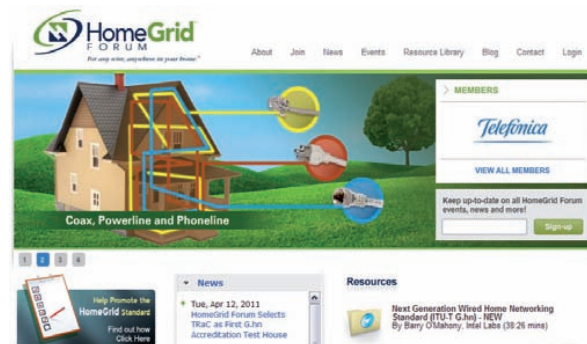 HomeGrid
FORUM
For any wire, anywhere in your home™
About Join News Events Resource Library Blog Contact Login
MEMBERS
Telefónica
VIEW ALL MEMBERS
Keep up-to-date on all HomeGrid Forum
events, news and more!
Sign-up
Coax, Powerline and Phoneline
1 2 3 4
Help Promote the
HomeGrid Standard
Find out how
Click Here
News
Tue, Apr 12, 2011
HomeGrid Forum Selects
TRaC as First G.hn
Accreditation Test House
Resources
Next Generation Wired Home Networking
Standard (ITU-T G.hn) - NEW
By Barry O'Mahony, Intel Labs (38:26 mins)